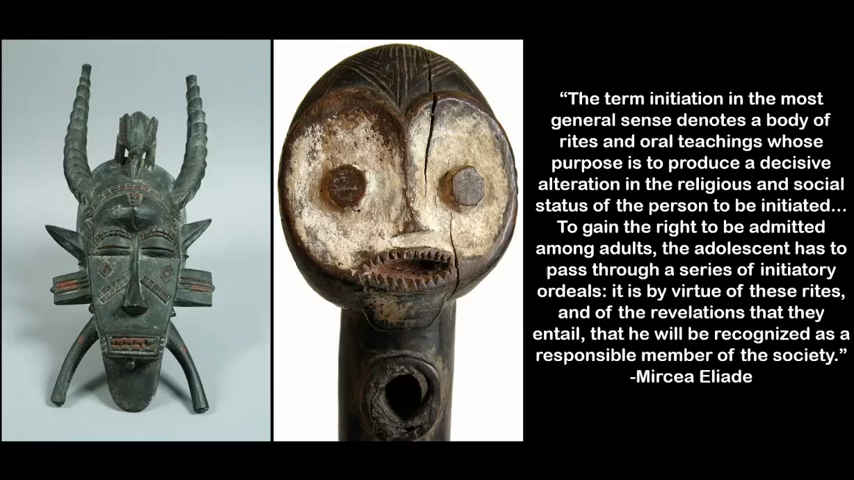 “The term initiation in the most
general sense denotes a body of
rites and oral teachings whose
purpose is to produce a decisive
alteration in the religious and social
status of the person to be initiated...
To gain the right to be admitted
among adults, the adolescent has to
pass through a series of initiatory
ordeals: it is by virtue of these rites,
and of the revelations that they
entail, that he will be recognized as a
responsible member of the society.”
-Mircea Eliade